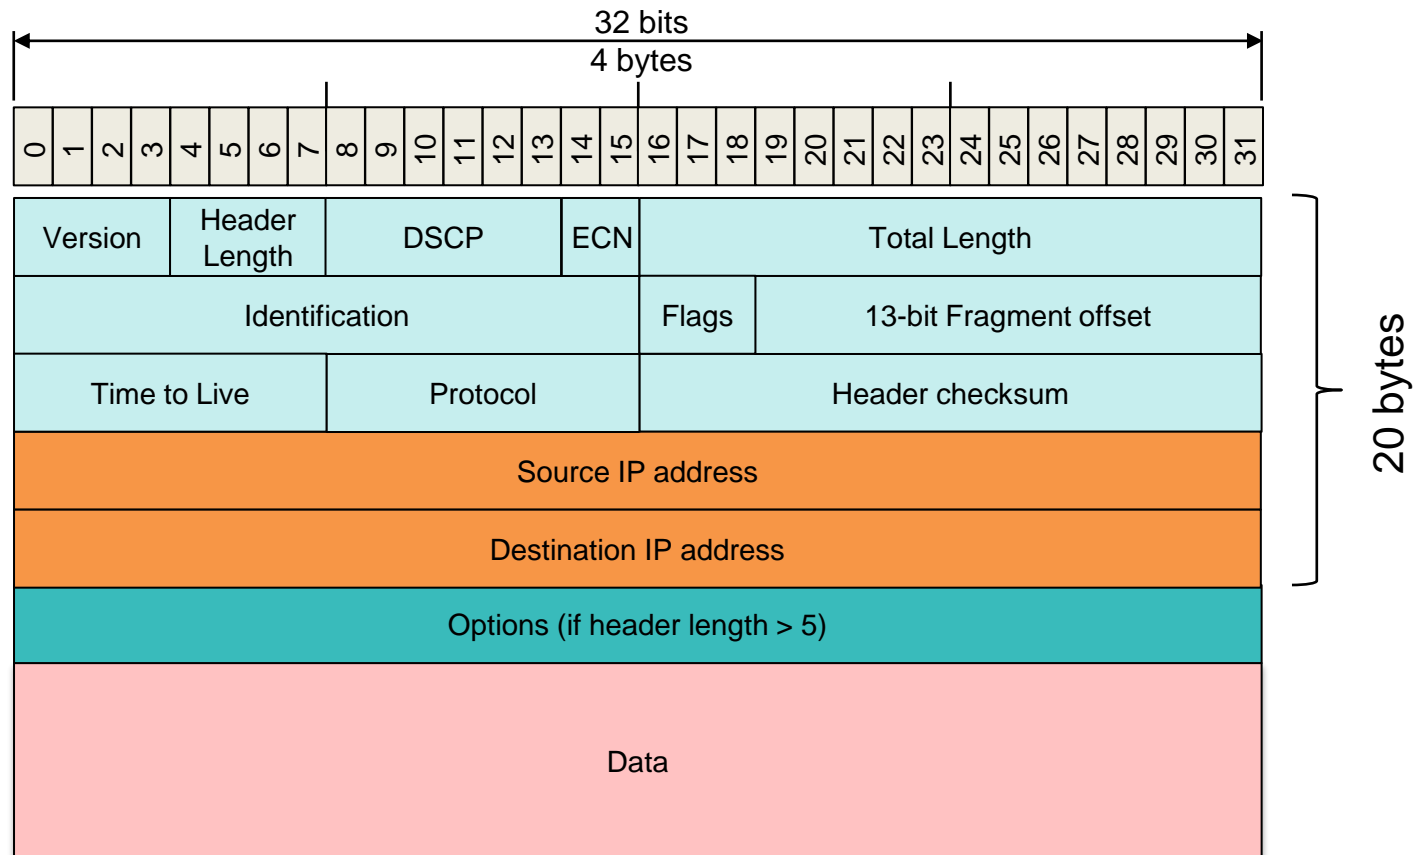 32 bits
4 bytes
0 1 2 3 4 5 6 7 8 9 10 11 12 13 14 15 16 17 18 19 20 21 22 23 24 25 26 27 28 29 30 31
Version Header Length DSCP ECN Total Length
Identification Flags 13-bit Fragment offset
Time to Live Protocol Header checksum
Source IP address
Destination IP address
Options (if header length > 5)
Data
20 bytes